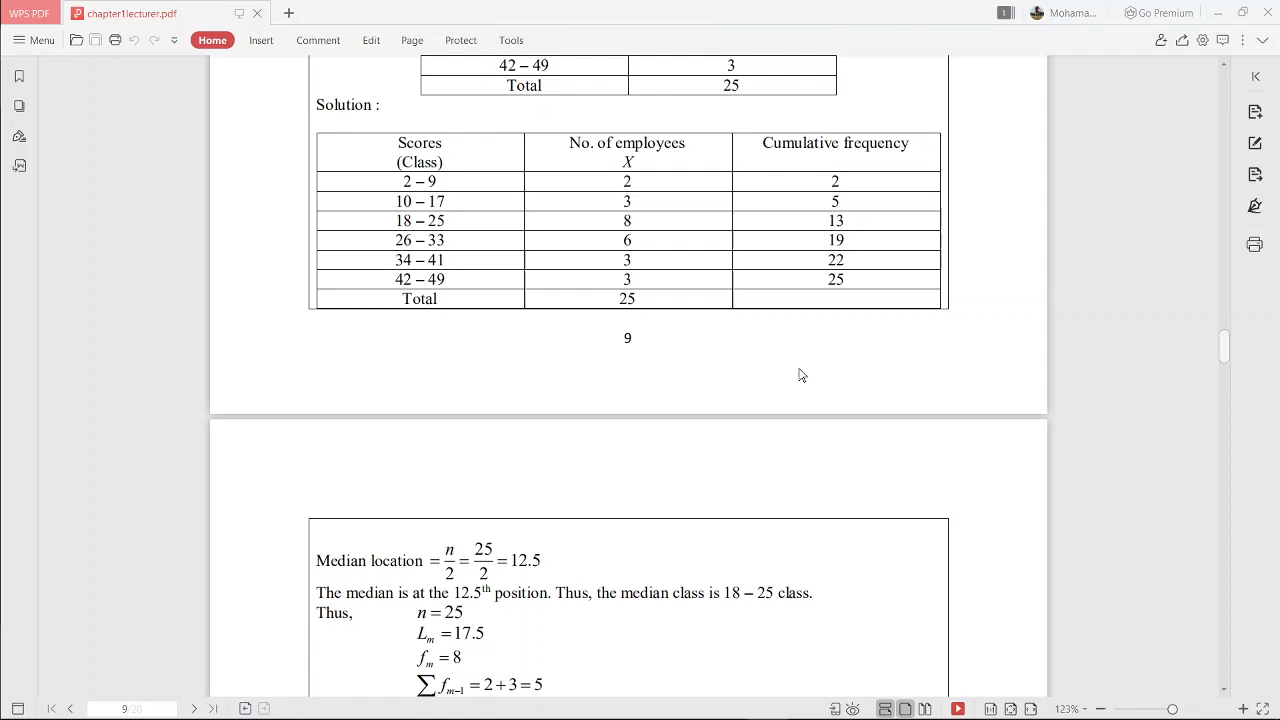 WPS PDF chapter1lecturer.pdf 1 Mohama... Go Premium
Menu Home Insert Comment Edit Page Protect Organize Tools
42 – 49 3
Total 25
Solution :
Scores No. of employees Cumulative frequency
(Class) X
2 – 9 2 2
10 – 17 3 5
18 – 25 8 13
26 – 33 6 19
34 – 41 3 22
42 – 49 3 25
Total 25
9
Median location = n/2 = 25/2 = 12.5
The median is at the 12.5th position. Thus, the median class is 18 – 25 class.
Thus, n = 25
Lm = 17.5
fm = 8
∑ fm−1 = 2 + 3 = 5
9/20 123%